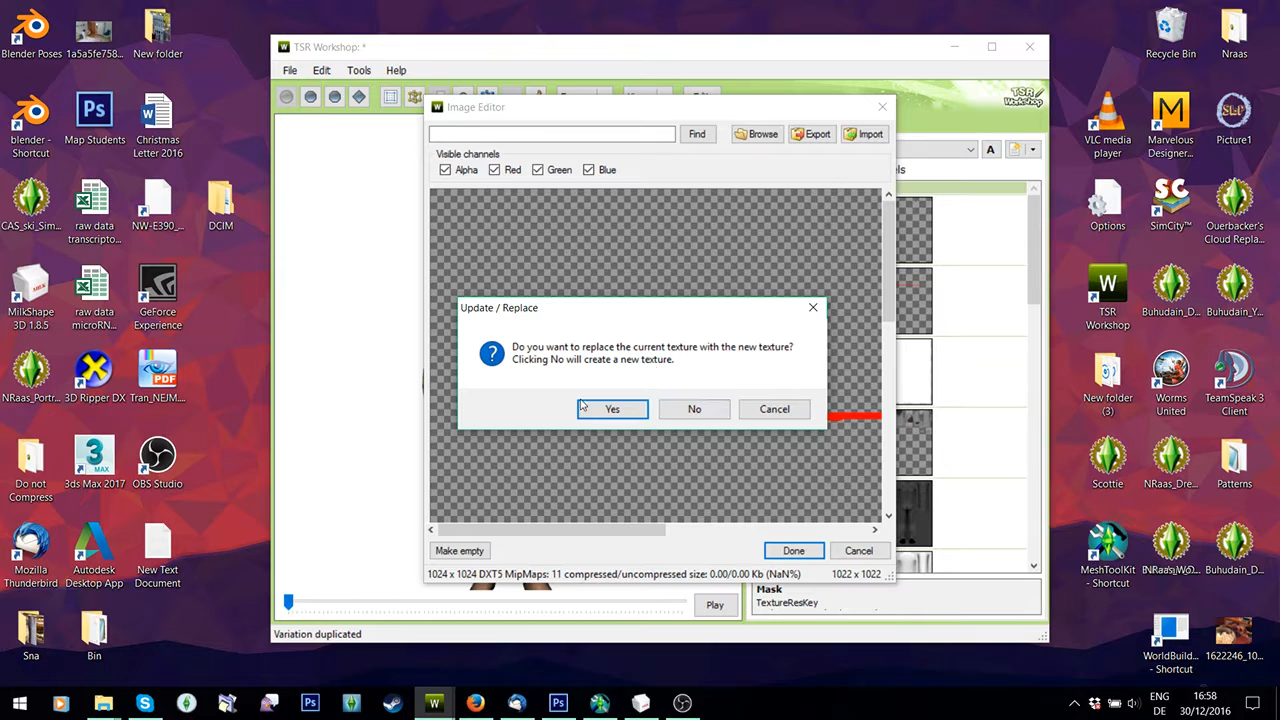 Blender Poses
1a5a5fe758...
New folder
blender -
Shortcut
Map Students
Christmas
Letter 2016
CAS_ski_Sim...
raw data
transcripto...
NW-E390_...
DCIM
MilkShape
3D 1.8.5
raw data
microRN...
GeForce
Experience
NRaas_Portr...
3D Ripper DX
Tran_NEJM...
Do not
Compress
3ds Max 2017
OBS Studio
Mozilla
Thunderbird
Autodesk
Desktop App
New Text
Document
Sna
Bin
TSR Workshop: *
File Edit Tools Help
TSR
Workshop
A
Image Editor
Find Browse Export Import
Visible channels
Alpha Red Green Blue
Update / Replace
Do you want to replace the current texture with the new texture?
Clicking No will create a new texture.
Yes No Cancel
Make empty Done Cancel
1024 x 1024 DXT5 MipMaps: 11 compressed/uncompressed size: 0.00/0.00 Kb (NaN%) 1022 x 1022
Mask
TextureResKey
Play
Variation duplicated
Recycle Bin
Nraas
VLC media
player
Marvelous
Designer...
Picture1
Options
SimCity™
Ouerbacker's
Cloud Repla...
TSR
Workshop
Buhudain_D...
Buhudain_Y...
New folder
(3)
Worms
United
TeamSpeak 3
Client
Scottie
NRaas_Dre...
Patterns
MeshToolKit
- Shortcut
Buhudain_D...
WorldBuild...
- Shortcut
1622246_10...
ENG
DE
16:58
30/12/2016